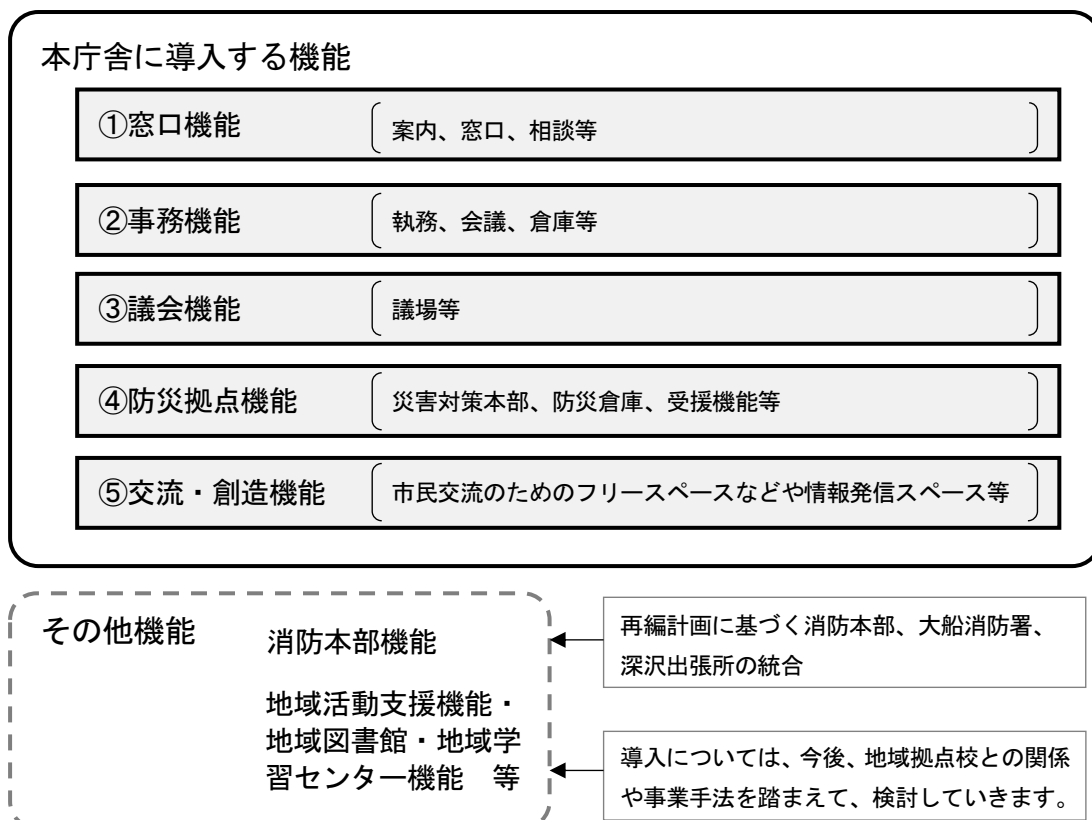 本庁舎に導入する機能
①窓口機能 案内、窓口、相談等
②事務機能 執務、会議、倉庫等
③議会機能 議場等
④防災拠点機能 災害対策本部、防災倉庫、受援機能等
⑤交流・創造機能 市民交流のためのフリースペースなどや情報発信スペース等
その他機能
消防本部機能
再編計画に基づく消防本部、大船消防署、
深沢出張所の統合
地域活動支援機能・
地域図書館・地域学
習センター機能　等
導入については、今後、地域拠点校との関係
や事業手法を踏まえて、検討していきます。